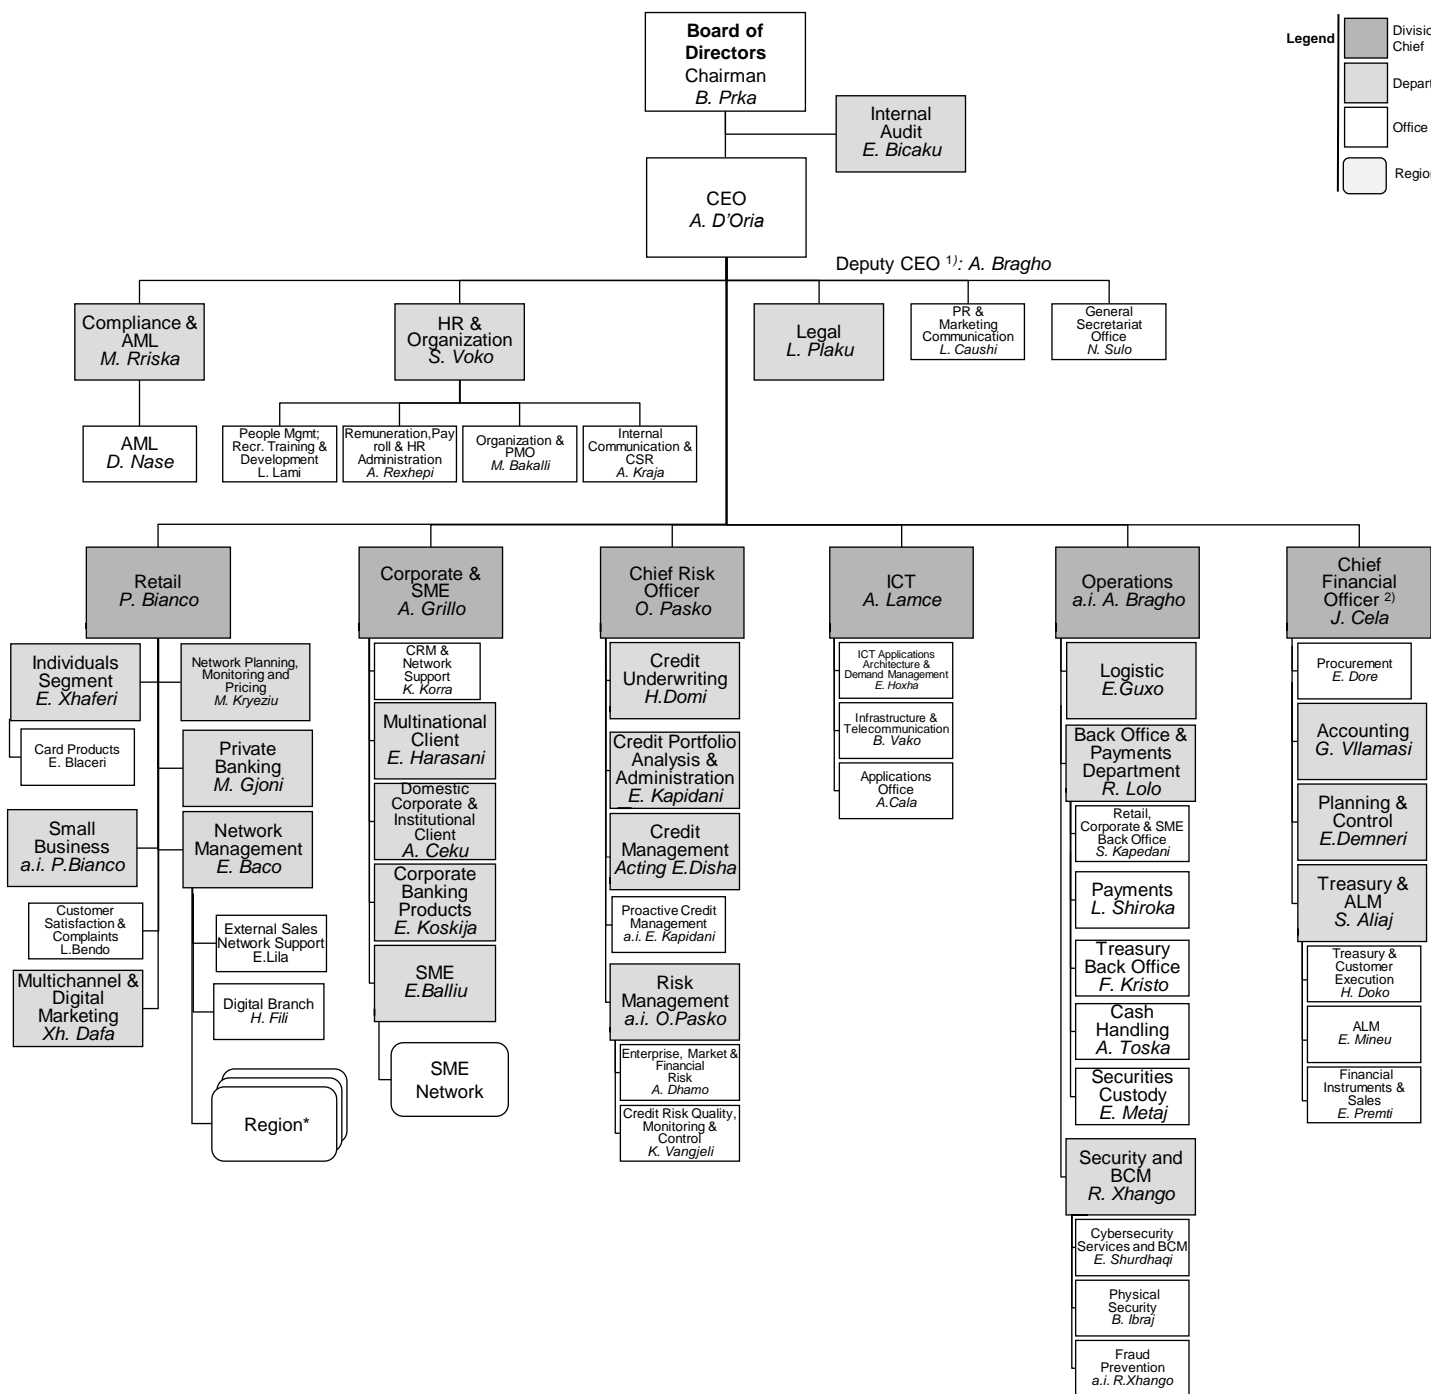 Board of
Directors
Chairman
B. Prka
Legend
Divisio
Chief
Depart
Office
Region
Internal
Audit
E. Bicaku
CEO
A. D'Oria
Deputy CEO 1): A. Bragho
Compliance &
AML
M. Rriska
HR &
Organization
S. Voko
Legal
L. Plaku
PR &
Marketing
Communication
L. Caushi
General
Secretariat
Office
N. Sulo
AML
D. Nase
People Mgmt;
Recr. Training &
Development
L. Lami
Remuneration,Pay
roll & HR
Administration
A. Rexhepi
Organization &
PMO
M. Bakalli
Internal
Communication &
CSR
A. Kraja
Retail
P. Bianco
Corporate &
SME
A. Grillo
Chief Risk
Officer
O. Pasko
ICT
A. Lamce
Operations
a.i. A. Bragho
Chief
Financial
Officer 2)
J. Cela
Individuals
Segment
E. Xhaferi
Network Planning,
Monitoring and
Pricing
M. Kryeziu
Card Products
E. Blaceri
Private
Banking
M. Gjoni
Small
Business
a.i. P.Bianco
Network
Management
E. Baco
Customer
Satisfaction &
Complaints
L.Bendo
External Sales
Network Support
E.Lila
Multichannel &
Digital
Marketing
Xh. Dafa
Digital Branch
H. Fili
Region*
CRM &
Network
Support
K. Korra
Multinational
Client
E. Harasani
Domestic
Corporate &
Institutional
Client
A. Ceku
Corporate
Banking
Products
E. Koskija
SME
E.Balliu
SME
Network
Credit
Underwriting
H.Domi
Credit Portfolio
Analysis &
Administration
E. Kapidani
Credit
Management
Acting E.Disha
Proactive Credit
Management
a.i. E. Kapidani
Risk
Management
a.i. O.Pasko
Enterprise, Market &
Financial
Risk
A. Dhamo
Credit Risk Quality,
Monitoring &
Control
K. Vangjeli
ICT Applications
Architecture &
Demand Management
E. Hoxha
Infrastructure &
Telecommunication
B. Vako
Applications
Office
A.Cala
Logistic
E.Guxo
Back Office &
Payments
Department
R. Lolo
Retail,
Corporate & SME
Back Office
S. Kapedani
Payments
L. Shiroka
Treasury
Back Office
F. Kristo
Cash
Handling
A. Toska
Securities
Custody
E. Metaj
Security and
BCM
R. Xhango
Cybersecurity
Services and BCM
E. Shurdhaqi
Physical
Security
B. Ibraj
Fraud
Prevention
a.i. R.Xhango
Procurement
E. Dore
Accounting
G. Vllamasi
Planning &
Control
E.Demneri
Treasury &
ALM
S. Aliaj
Treasury &
Customer
Execution
H. Doko
ALM
E. Mineu
Financial
Instruments &
Sales
E. Premti